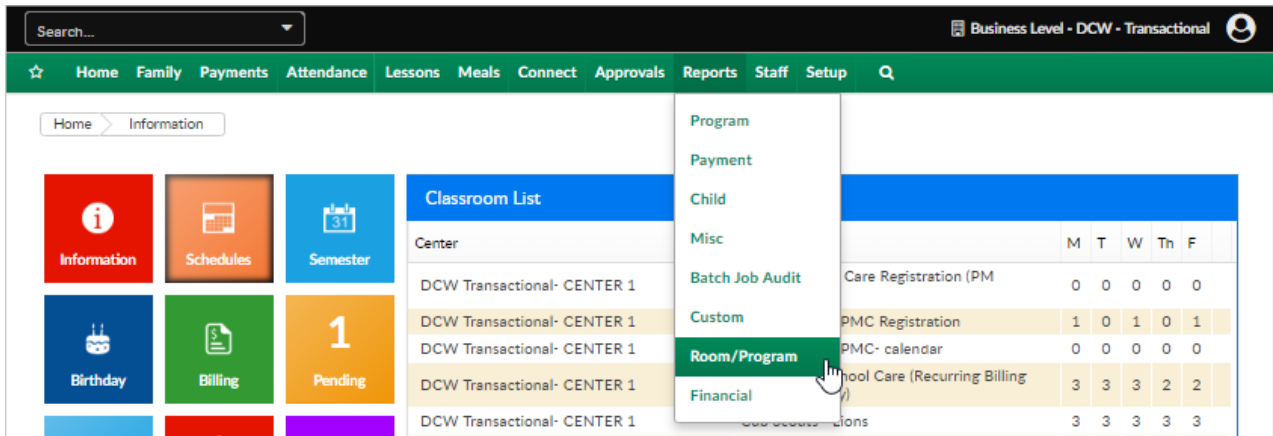 Search...
Business Level - DCW - Transactional
Home Family Payments Attendance Lessons Meals Connect Approvals Reports Staff Setup
Home Information
Program
Payment
Child
Misc
Batch Job Audit
Custom
Room/Program
Financial
Information
Schedules
31
Semester
Birthday
Billing
1
Pending
Classroom List
Center M T W Th F
DCW Transactional- CENTER 1 Care Registration (PM 0 0 0 0 0
DCW Transactional- CENTER 1 PMC Registration 1 0 1 0 1
DCW Transactional- CENTER 1 PMC- calendar 0 0 0 0 0
DCW Transactional- CENTER 1 Care (Recurring Billing 3 3 3 2 2
DCW Transactional- CENTER 1 Lions 3 3 3 3 3